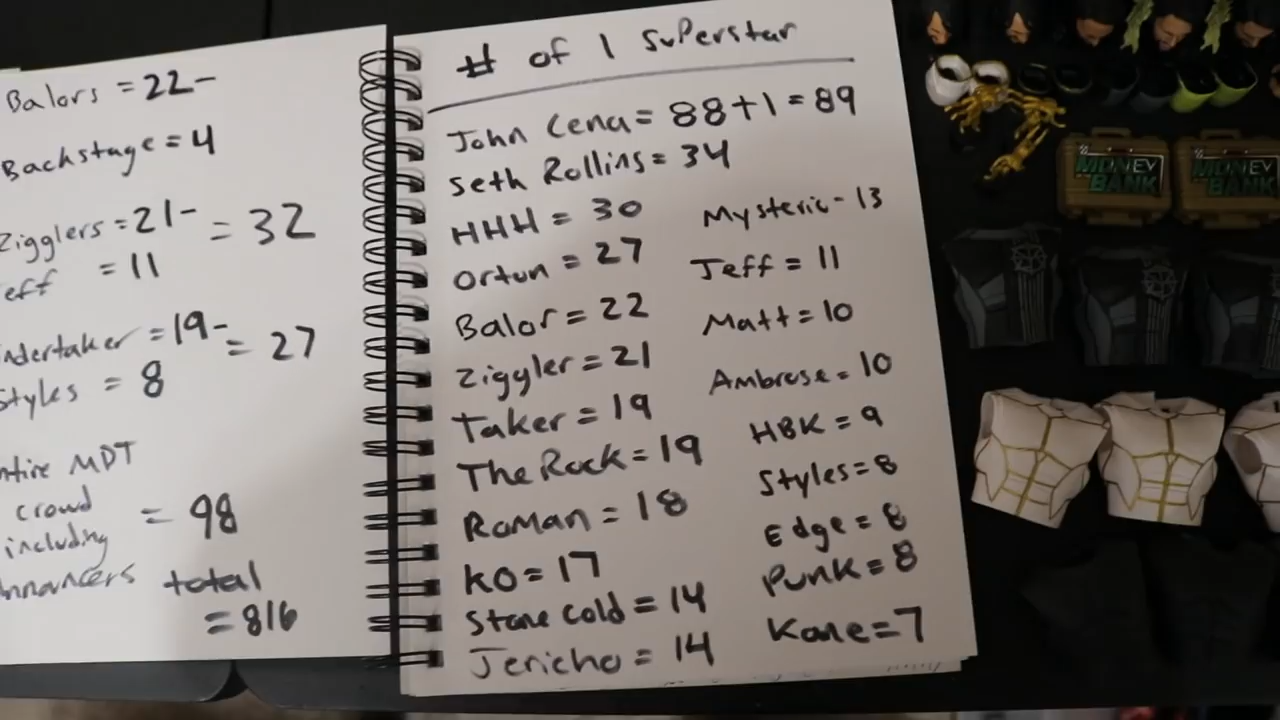 Balors = 22-
Backstage = 4
Zigglers = 21-
= 32
eff = 11
ndertaker = 19-
= 27
Styles = 8
ntire MDT
crowd
including
= 98
nnouncers
total
= 816
# of 1 Superstar
John Cena = 88+1 = 89
Seth Rollins = 34
HHH = 30
Orton = 27
Balor = 22
Ziggler = 21
Taker = 19
The Rock = 19
Roman = 18
KO = 17
Stone Cold = 14
Jericho = 14
Mysterio - 13
Jeff = 11
Matt = 10
Ambrose = 10
HBK = 9
Styles = 8
Edge = 8
Punk = 8
Kane = 7
MONEY
BANK
MONEY
BANK